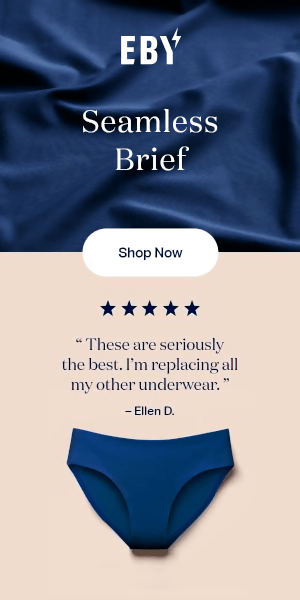 EBY
Seamless
Brief
Shop Now
“ These are seriously
the best. I’m replacing all
my other underwear. ”
– Ellen D.